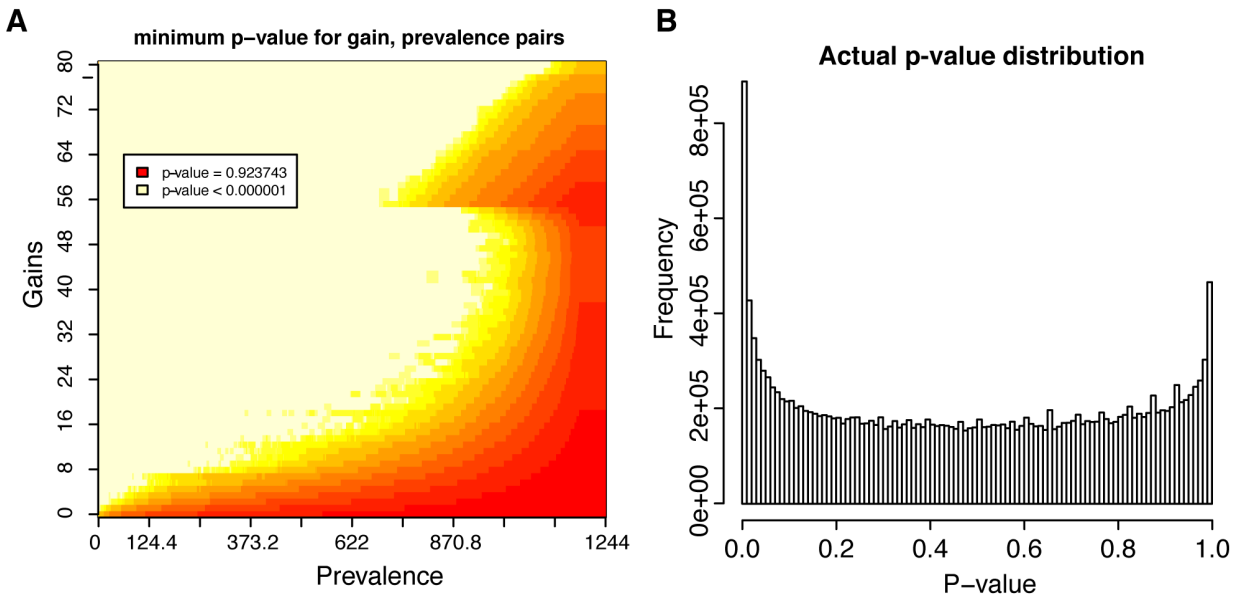 A
minimum p−value for gain, prevalence pairs
80
72
64
56
48
40
32
24
16
8
0
Gains
p−value = 0.923743
p−value < 0.000001
0 124.4 373.2 622 870.8 1244
Prevalence
B
Actual p-value distribution
8e+05
6e+05
4e+05
2e+05
0e+00
Frequency
0.0 0.2 0.4 0.6 0.8 1.0
P−value